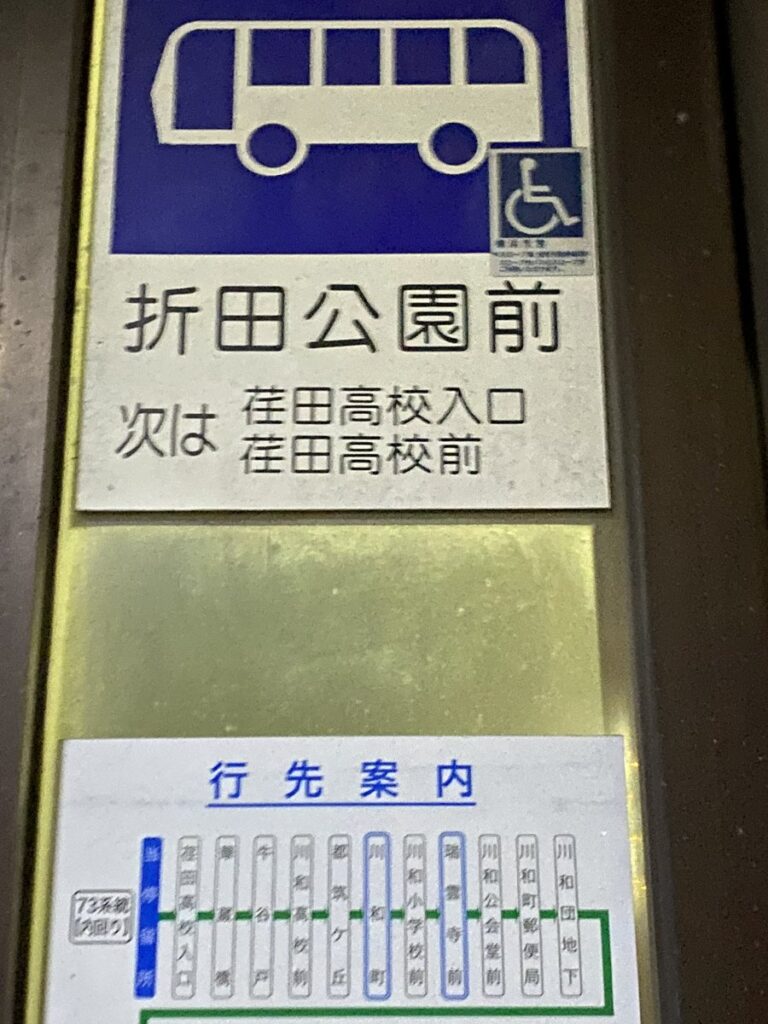 折田公園前
次は
荏田高校入口
荏田高校前
行先案内
73系統
[内回り]
当停留所
荏田高校入口
華蔵橋
牛谷戸
川和高校前
都筑ケ丘
川和町
川和小学校前
瑞雲寺前
川和公会堂前
川和町郵便局
川和団地下